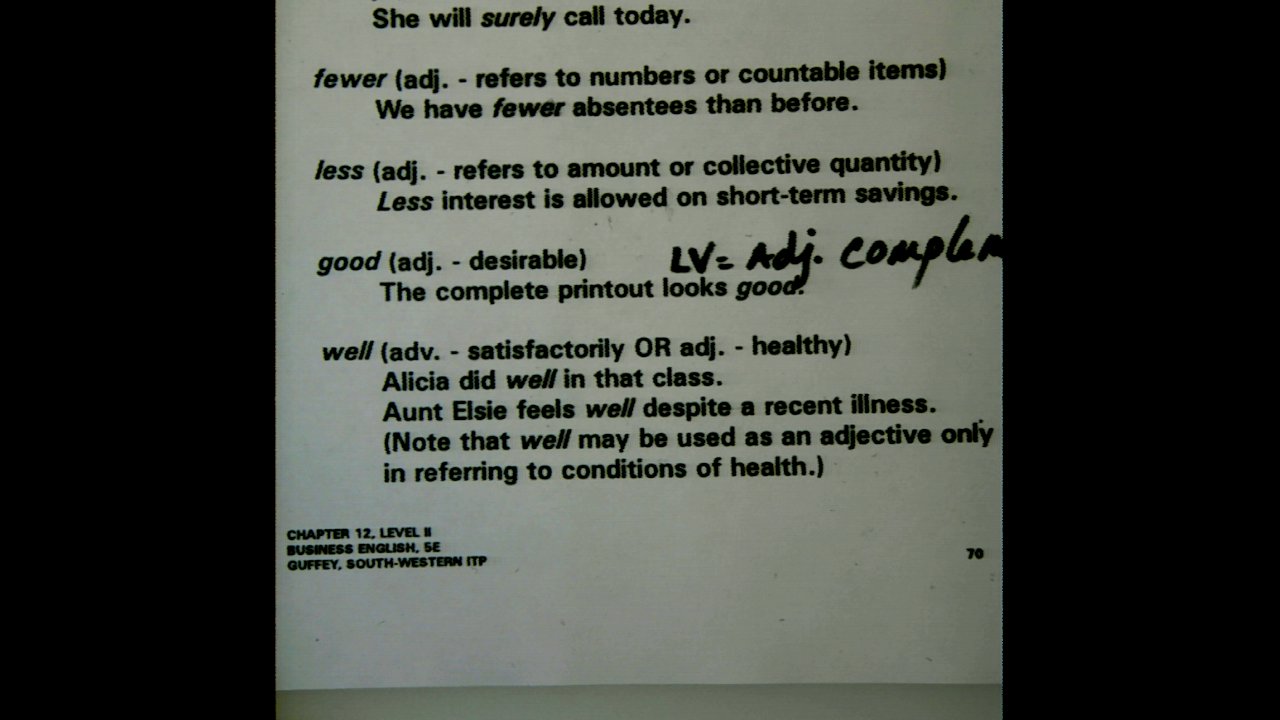 She will surely call today.
fewer (adj. - refers to numbers or countable items)
We have fewer absentees than before.
less (adj. - refers to amount or collective quantity)
Less interest is allowed on short-term savings.
good (adj. - desirable) LV= Adj. complem
The complete printout looks good.
well (adv. - satisfactorily OR adj. - healthy)
Alicia did well in that class.
Aunt Elsie feels well despite a recent illness.
(Note that well may be used as an adjective only
in referring to conditions of health.)
CHAPTER 12, LEVEL II
BUSINESS ENGLISH, 5E
GUFFEY, SOUTH-WESTERN ITP
70